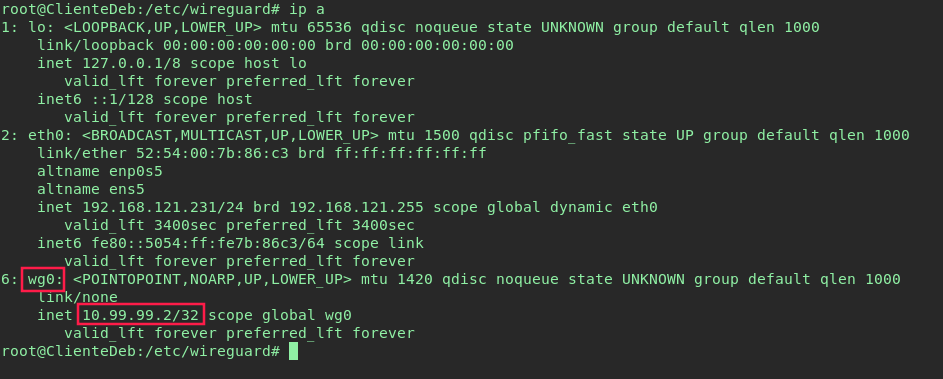 root@ClienteDeb:/etc/wireguard# ip a
1: lo: <LOOPBACK,UP,LOWER_UP> mtu 65536 qdisc noqueue state UNKNOWN group default qlen 1000
    link/loopback 00:00:00:00:00:00 brd 00:00:00:00:00:00
    inet 127.0.0.1/8 scope host lo
       valid_lft forever preferred_lft forever
    inet6 ::1/128 scope host
       valid_lft forever preferred_lft forever
2: eth0: <BROADCAST,MULTICAST,UP,LOWER_UP> mtu 1500 qdisc pfifo_fast state UP group default qlen 1000
    link/ether 52:54:00:7b:86:c3 brd ff:ff:ff:ff:ff:ff
    altname enp0s5
    altname ens5
    inet 192.168.121.231/24 brd 192.168.121.255 scope global dynamic eth0
       valid_lft 3400sec preferred_lft 3400sec
    inet6 fe80::5054:ff:fe7b:86c3/64 scope link
       valid_lft forever preferred_lft forever
6: wg0: <POINTOPOINT,NOARP,UP,LOWER_UP> mtu 1420 qdisc noqueue state UNKNOWN group default qlen 1000
    link/none
    inet 10.99.99.2/32 scope global wg0
       valid_lft forever preferred_lft forever
root@ClienteDeb:/etc/wireguard#